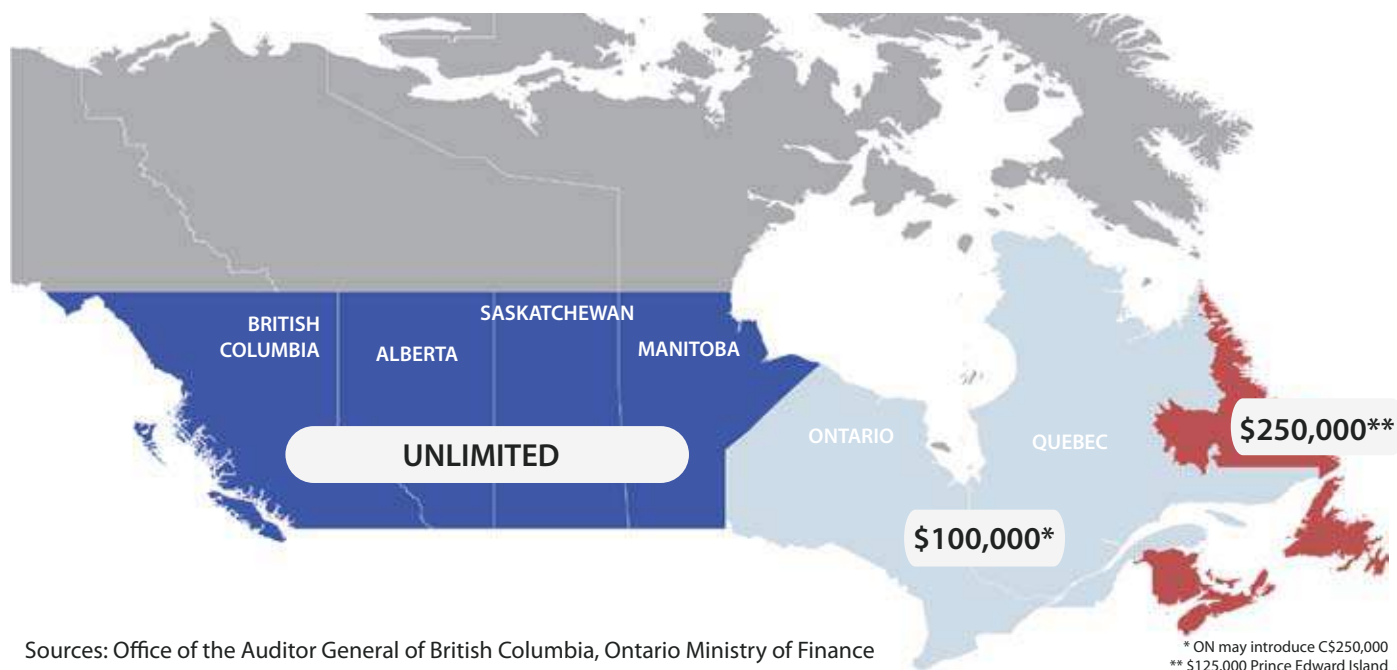 SASKATCHEWAN
BRITISH
COLUMBIA
ALBERTA
MANITOBA
UNLIMITED
ONTARIO
QUEBEC
$250,000**
$100,000*
Sources: Office of the Auditor General of British Columbia, Ontario Ministry of Finance
* ON may introduce C$250,000
** $125,000 Prince Edward Island